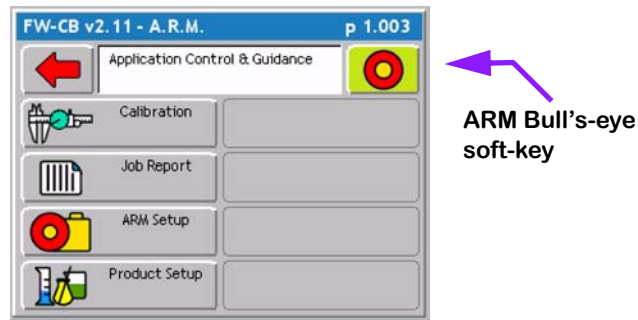 FW-CB v2.11 - A.R.M. p 1.003
Application Control & Guidance
Calibration
Job Report
ARM Setup
Product Setup
ARM Bull's-eye
soft-key